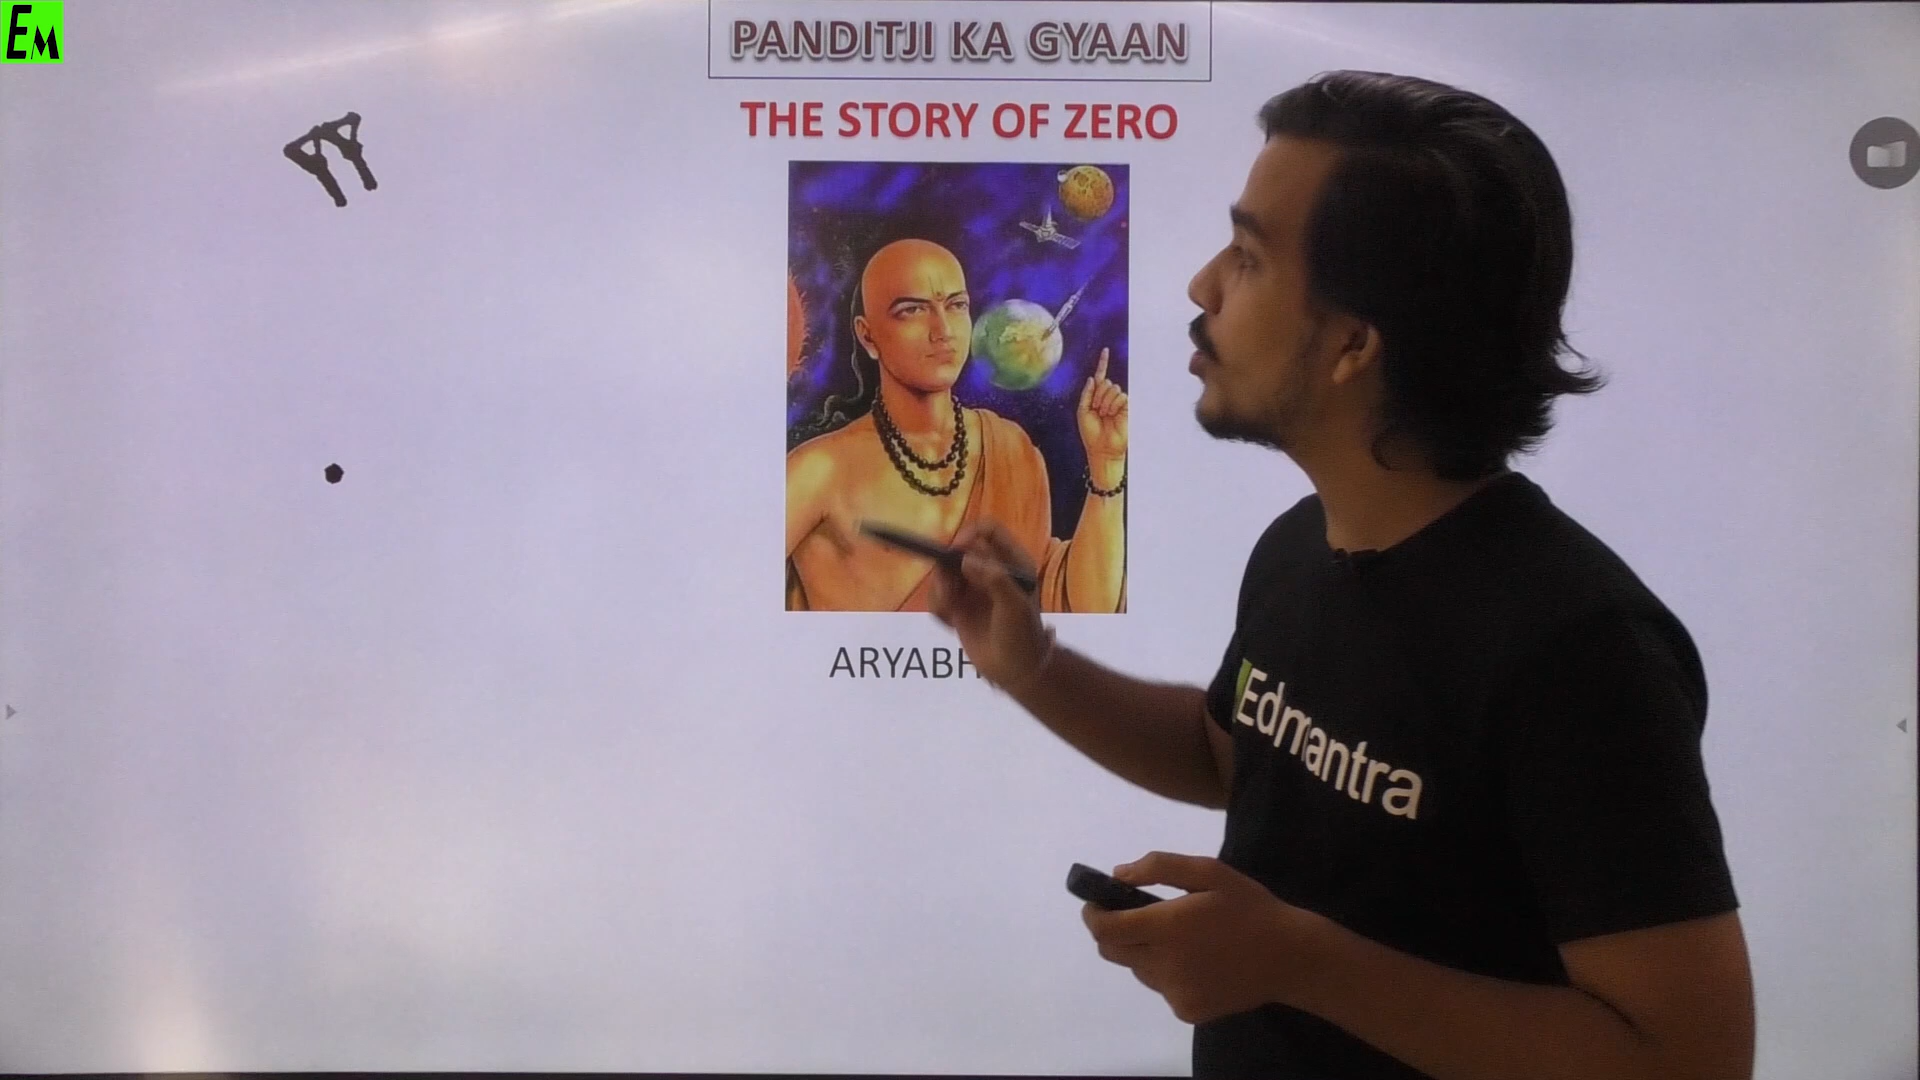 Em
PANDITJI KA GYAAN
THE STORY OF ZERO
ARYABH
Edmantra